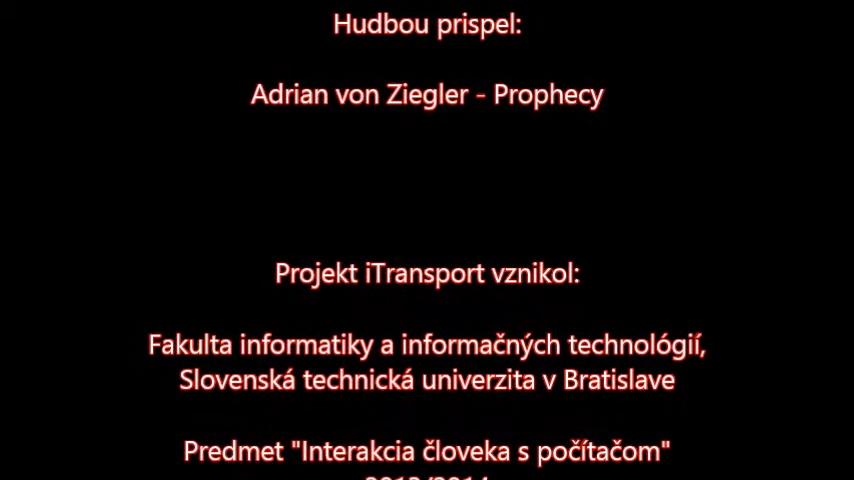 Hudbou prispel:
Adrian von Ziegler - Prophecy
Projekt iTransport vznikol:
Fakulta informatiky a informačných technológií,
Slovenská technická univerzita v Bratislave
Predmet "Interakcia človeka s počítačom"